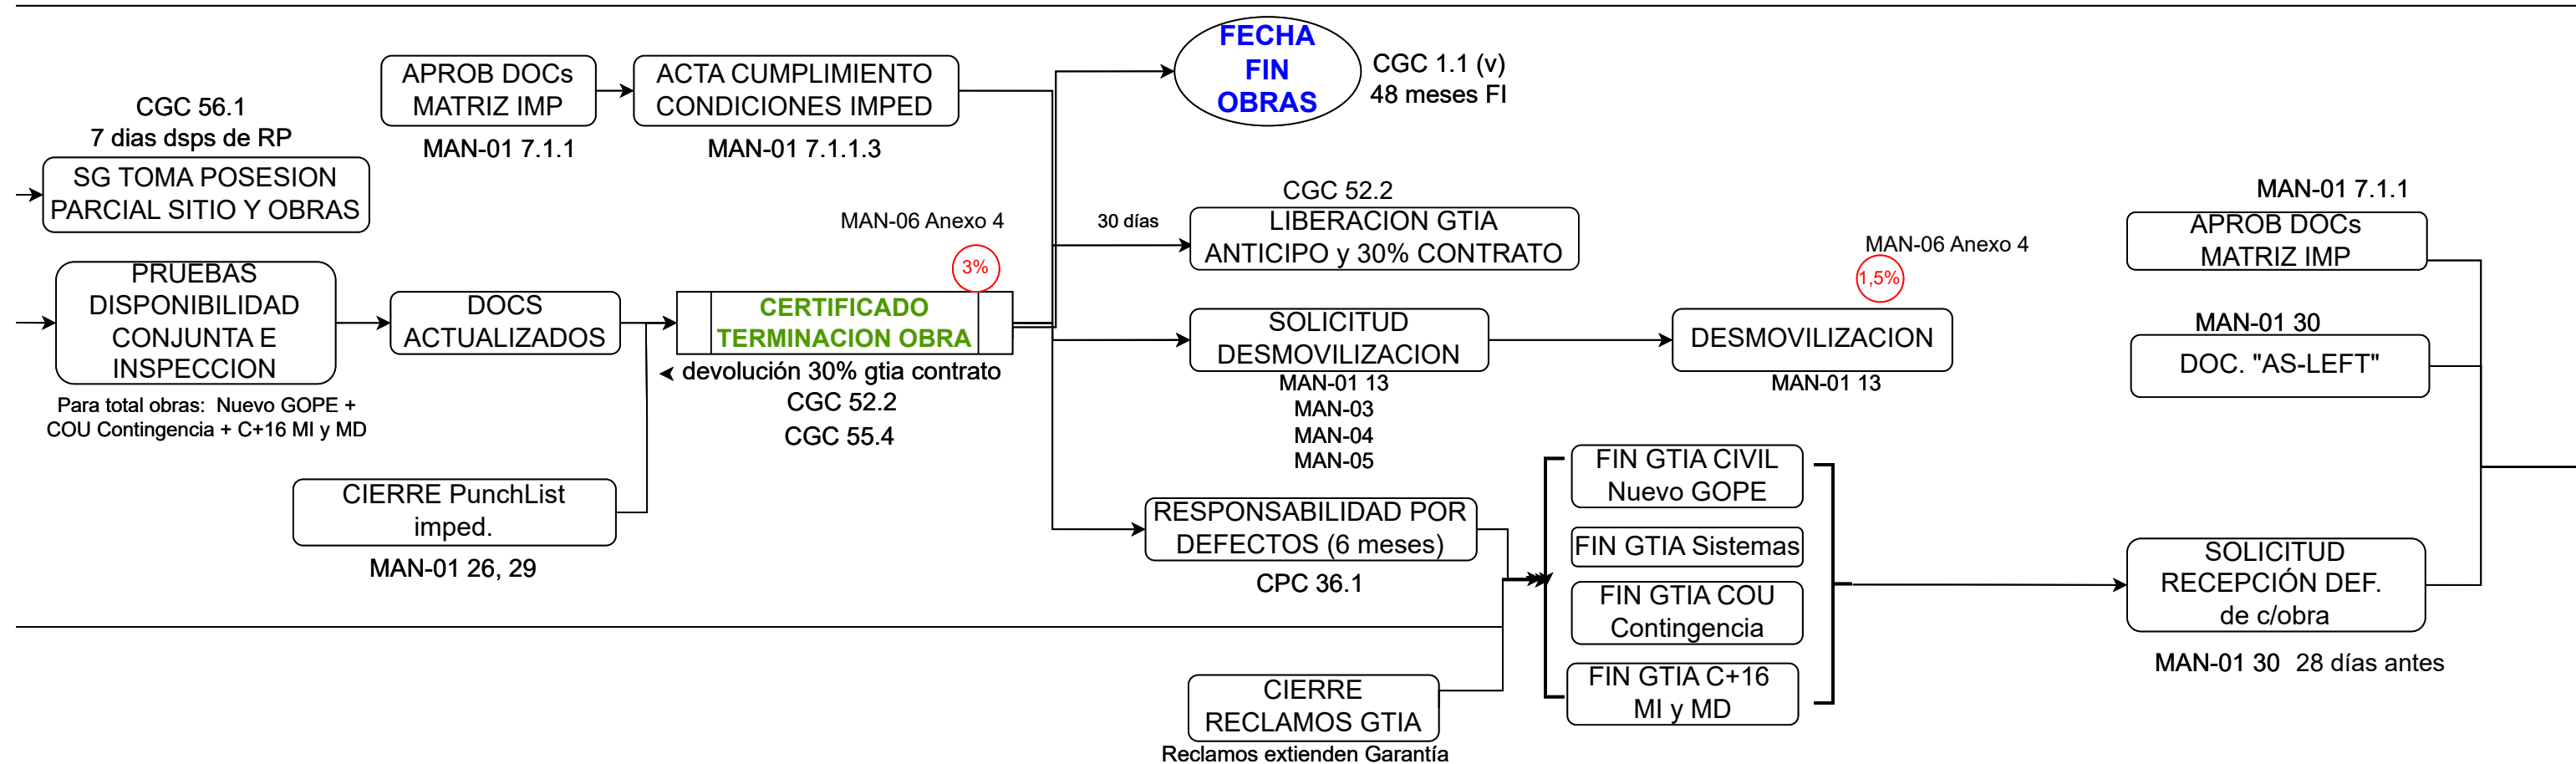 CGC 56.1
7 dias dsps de RP
SG TOMA POSESION
PARCIAL SITIO Y OBRAS
APROB DOCs
MATRIZ IMP
MAN-01 7.1.1
ACTA CUMPLIMIENTO
CONDICIONES IMPED
MAN-01 7.1.1.3
FECHA
FIN
OBRAS
CGC 1.1 (v)
48 meses FI
PRUEBAS
DISPONIBILIDAD
CONJUNTA E
INSPECCION
Para total obras:  Nuevo GOPE +
COU Contingencia + C+16 MI y MD
DOCS
ACTUALIZADOS
CIERRE PunchList
imped.
MAN-01 26, 29
MAN-06 Anexo 4
3%
CERTIFICADO
TERMINACION OBRA
devolución 30% gtia contrato
CGC 52.2
CGC 55.4
30 días
CGC 52.2
LIBERACION GTIA
ANTICIPO y 30% CONTRATO
SOLICITUD
DESMOVILIZACION
MAN-01 13
MAN-03
MAN-04
MAN-05
MAN-06 Anexo 4
1,5%
DESMOVILIZACION
MAN-01 13
RESPONSABILIDAD POR
DEFECTOS (6 meses)
CPC 36.1
CIERRE
RECLAMOS GTIA
Reclamos extienden Garantía
FIN GTIA CIVIL
Nuevo GOPE
FIN GTIA Sistemas
FIN GTIA COU
Contingencia
FIN GTIA C+16
MI y MD
MAN-01 7.1.1
APROB DOCs
MATRIZ IMP
MAN-01 30
DOC. "AS-LEFT"
SOLICITUD
RECEPCIÓN DEF.
de c/obra
MAN-01 30  28 días antes